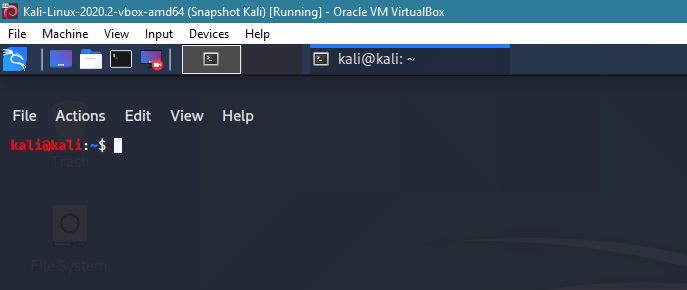 Kali-Linux-2020.2-vbox-amd64 (Snapshot Kali) [Running] - Oracle VM VirtualBox
File Machine View Input Devices Help
kali@kali: ~
File Actions Edit View Help
kali@kali:~$
Trash
File System